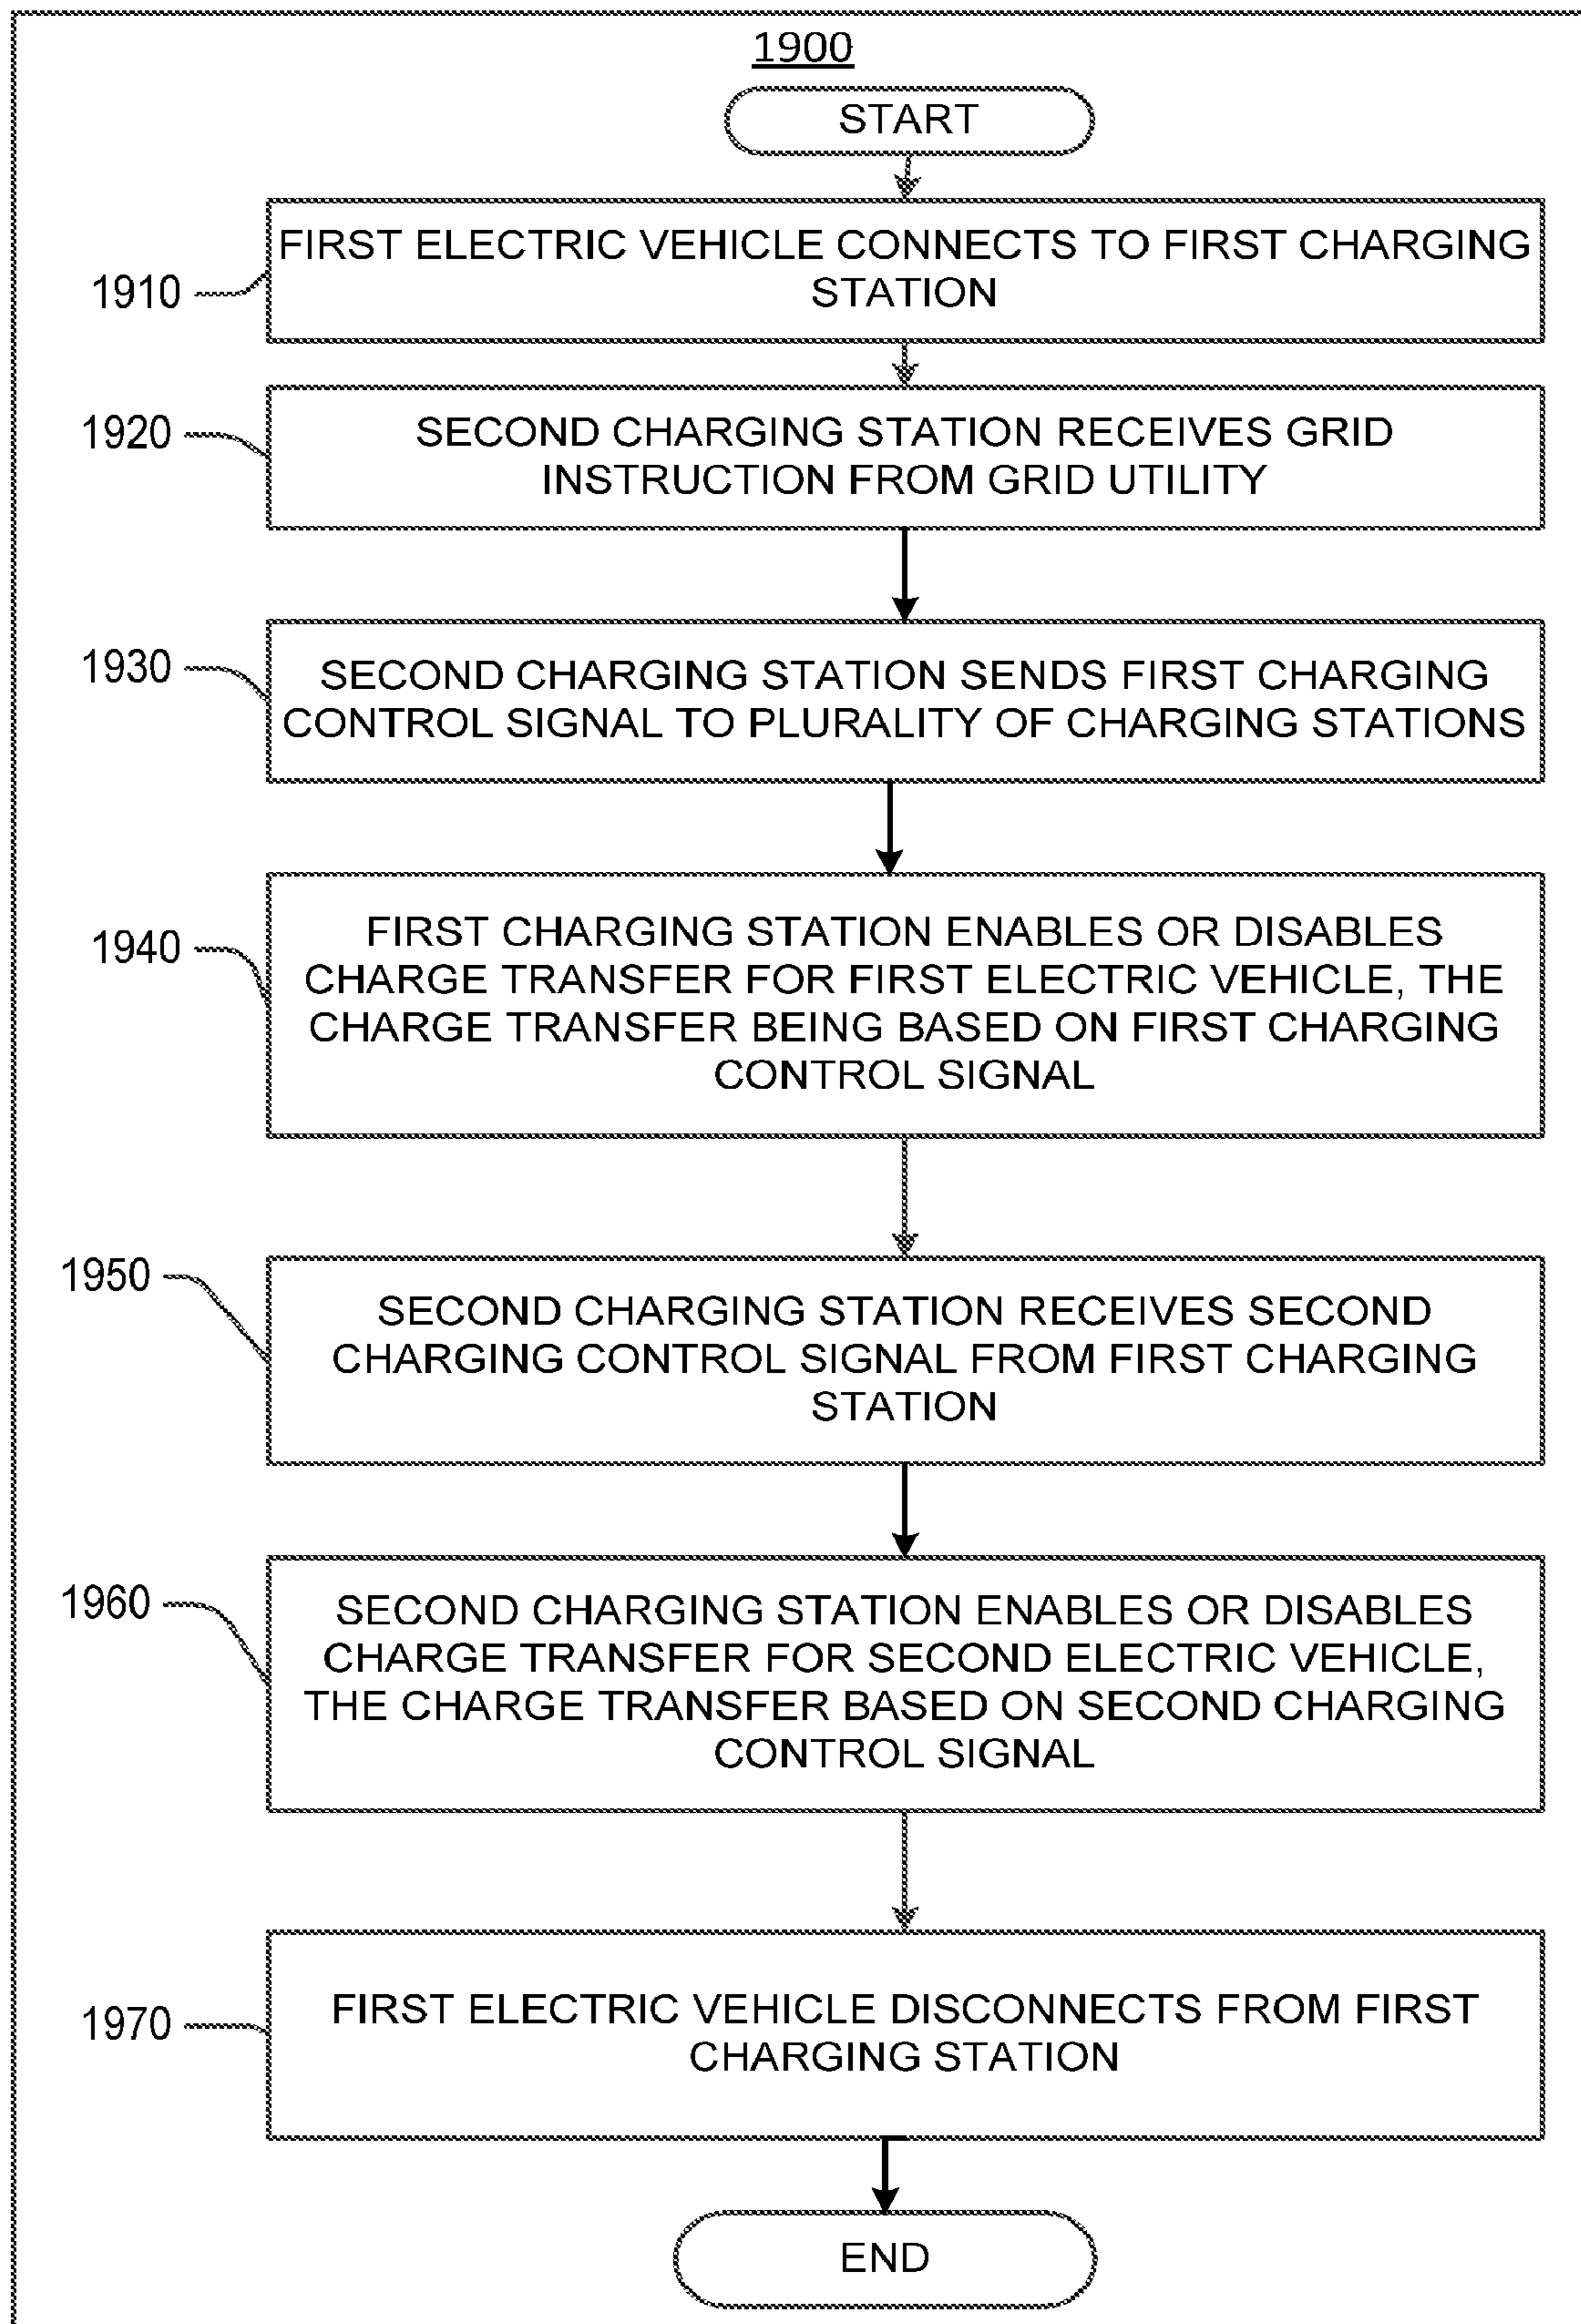 1900
START
FIRST ELECTRIC VEHICLE CONNECTS TO FIRST CHARGING
STATION
1910
SECOND CHARGING STATION RECEIVES GRID
INSTRUCTION FROM GRID UTILITY
1920
SECOND CHARGING STATION SENDS FIRST CHARGING
CONTROL SIGNAL TO PLURALITY OF CHARGING STATIONS
1930
FIRST CHARGING STATION ENABLES OR DISABLES
CHARGE TRANSFER FOR FIRST ELECTRIC VEHICLE, THE
CHARGE TRANSFER BEING BASED ON FIRST CHARGING
CONTROL SIGNAL
1940
SECOND CHARGING STATION RECEIVES SECOND
CHARGING CONTROL SIGNAL FROM FIRST CHARGING
STATION
1950
SECOND CHARGING STATION ENABLES OR DISABLES
CHARGE TRANSFER FOR SECOND ELECTRIC VEHICLE,
THE CHARGE TRANSFER BASED ON SECOND CHARGING
CONTROL SIGNAL
1960
FIRST ELECTRIC VEHICLE DISCONNECTS FROM FIRST
CHARGING STATION
1970
END